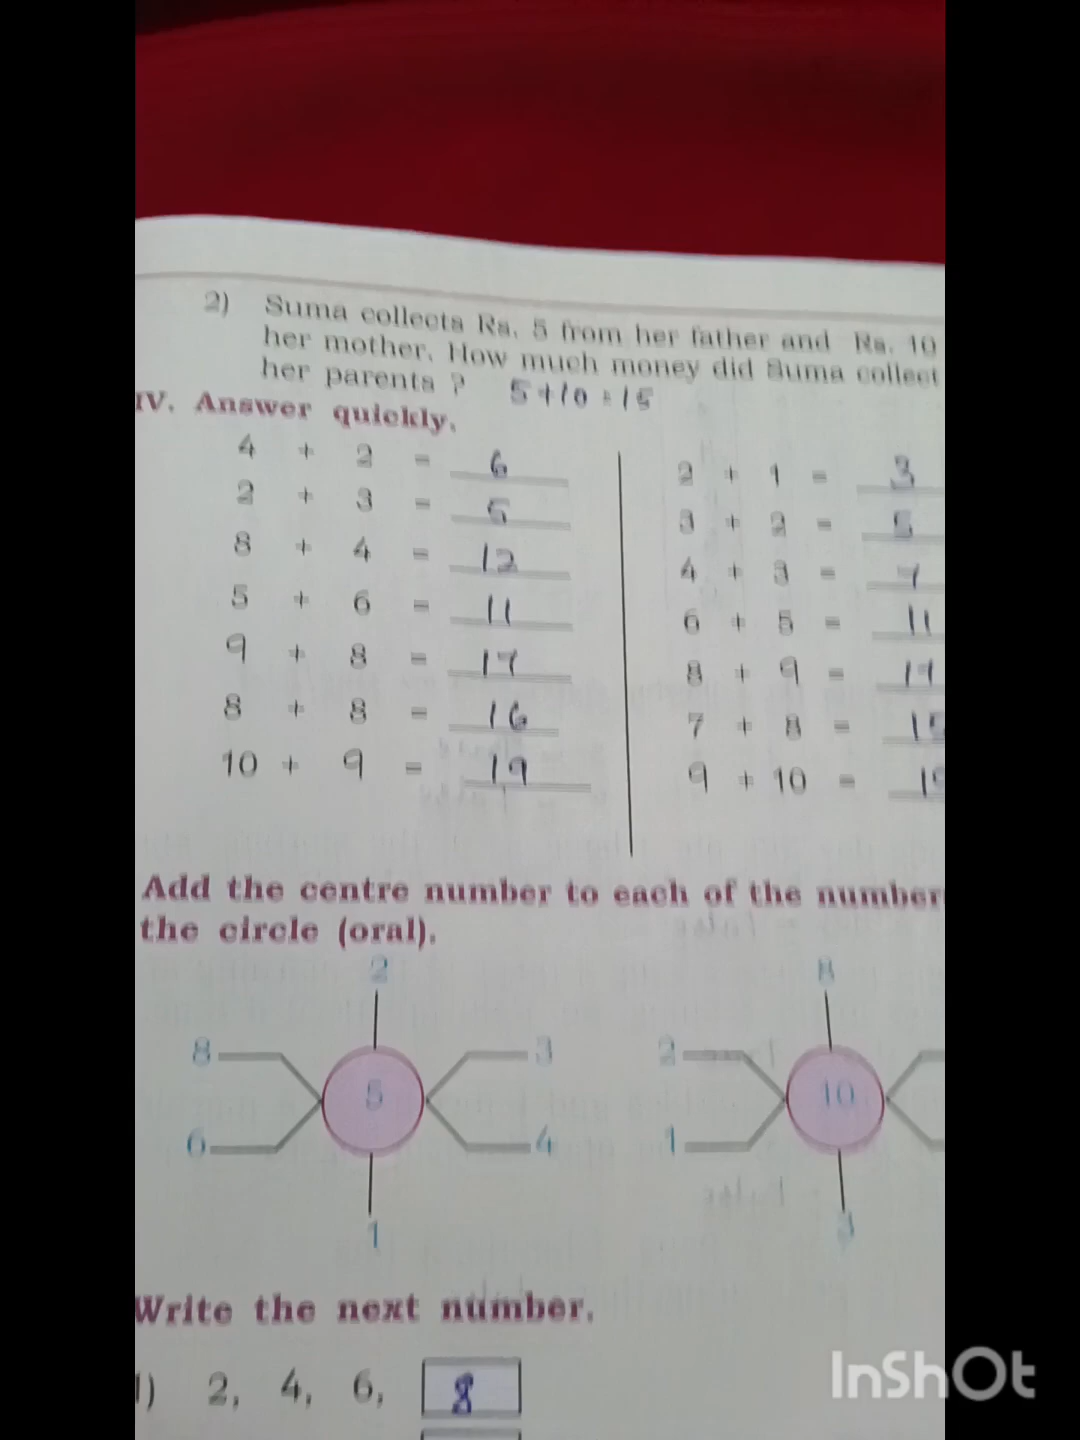 2) Suma collects Rs. 5 from her father and Rs. 10
her mother. How much money did Suma collect
her parents ? 5+10=15
IV. Answer quickly.
4 + 2 = 6
2 + 3 = 5
8 + 4 = 12
5 + 6 = 11
9 + 8 = 17
8 + 8 = 16
10 + 9 = 19
2 + 1 = 3
3 + 2 = 5
4 + 3 = 7
6 + 5 = 11
8 + 9 = 17
7 + 8 = 15
9 + 10 =
Add the centre number to each of the number
the circle (oral).
2
8 3
5
6 4
1
8
2
10
1
3
Write the next number.
1) 2, 4, 6, 8
InShOt